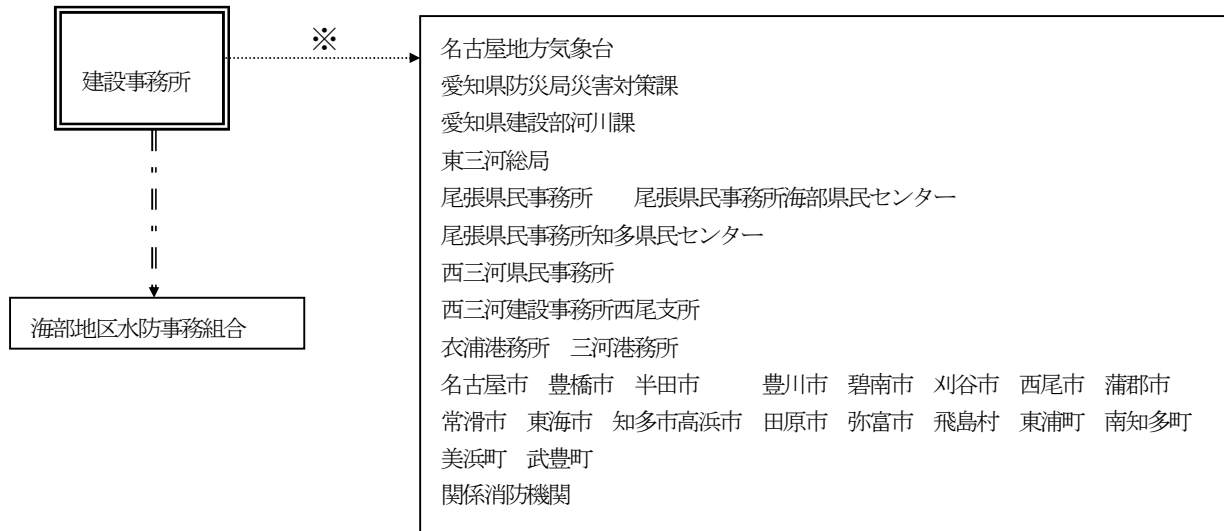 建設事務所
※
海部地区水防事務組合
名古屋地方気象台
愛知県防災局災害対策課
愛知県建設部河川課
東三河総局
尾張県民事務所　　尾張県民事務所海部県民センター
尾張県民事務所知多県民センター
西三河県民事務所
西三河建設事務所西尾支所
衣浦港務所　三河港務所
名古屋市　豊橋市　半田市　　　豊川市　碧南市　刈谷市　西尾市　蒲郡市
常滑市　東海市　知多市高浜市　田原市　弥富市　飛島村　東浦町　南知多町
美浜町　武豊町
関係消防機関